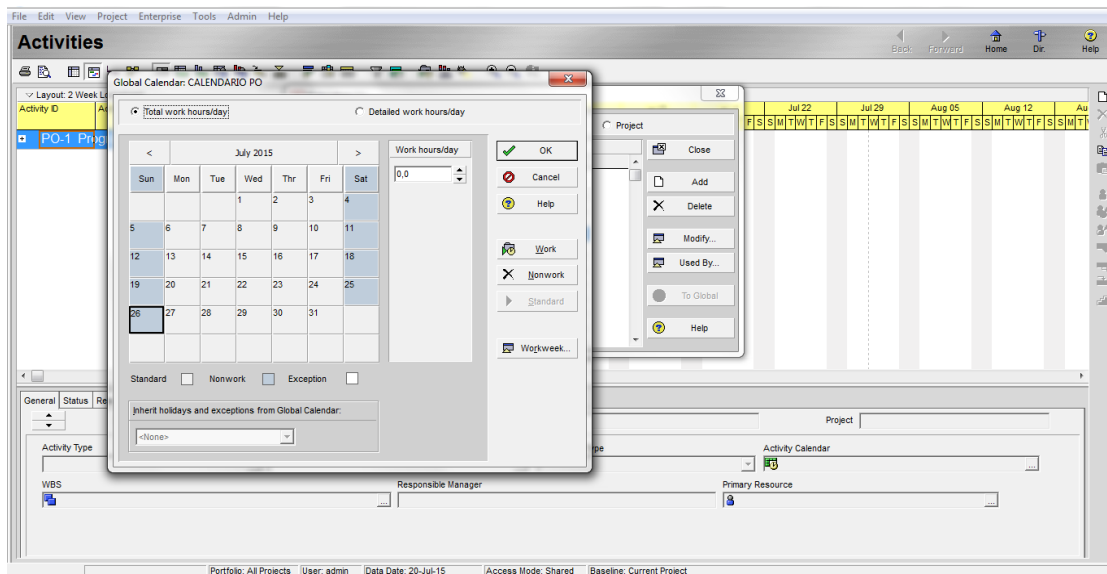 File Edit View Project Enterprise Tools Admin Help
Activities
Back Forward Home Dir. Help
Layout: 2 Week
Activity ID
Jul 22 Jul 29 Aug 05 Aug 12 Au
F S S M T W T F S S M T W T F S S M T W T F S S M T W T F S S M T W
PO-1
Global Calendar: CALENDARIO PO
Total work hours/day Detailed work hours/day
< July 2015 >
Sun Mon Tue Wed Thr Fri Sat
1 2 3 4
5 6 7 8 9 10 11
12 13 14 15 16 17 18
19 20 21 22 23 24 25
26 27 28 29 30 31
Work hours/day
0,0
OK
Cancel
Help
Work
Nonwork
Standard
Workweek...
Standard Nonwork Exception
Inherit holidays and exceptions from Global Calendar:
<None>
Project
Close
Add
Delete
Modify...
Used By...
To Global
Help
General Status Re
Project
Activity Type
Activity Calendar
WBS Responsible Manager Primary Resource
Portfolio: All Projects User: admin Data Date: 20-Jul-15 Access Mode: Shared Baseline: Current Project